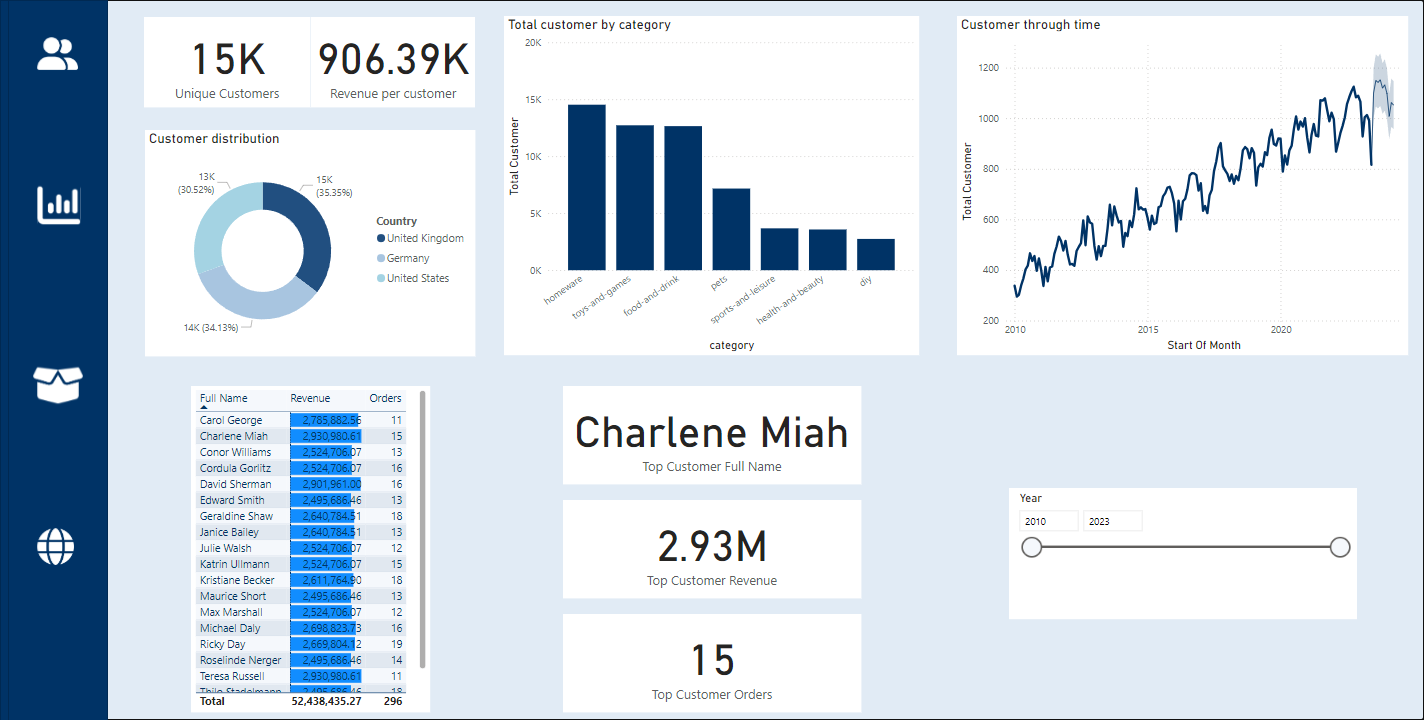 15K
Unique Customers
906.39K
Revenue per customer
Customer distribution
13K
(30.52%)
15K
(35.35%)
14K (34.13%)
Country
United Kingdom
Germany
United States
Total customer by category
Total Customer
20K
15K
10K
5K
0K
homeware
toys-and-games
food-and-drink
pets
sports-and-leisure
health-and-beauty
diy
category
Customer through time
Total Customer
1200
1000
800
600
400
200
2010
2015
2020
Start Of Month
Full Name Revenue Orders
Carol George 2,785,882.56 11
Charlene Miah 2,930,980.61 15
Conor Williams 2,524,706.07 13
Cordula Gorlitz 2,524,706.07 16
David Sherman 2,901,961.00 16
Edward Smith 2,495,686.46 13
Geraldine Shaw 2,640,784.51 18
Janice Bailey 2,640,784.51 13
Julie Walsh 2,524,706.07 12
Katrin Ullmann 2,524,706.07 15
Kristiane Becker 2,611,764.90 18
Maurice Short 2,495,686.46 13
Max Marshall 2,524,706.07 12
Michael Daly 2,698,823.73 16
Ricky Day 2,669,804.12 19
Roselinde Nerger 2,495,686.46 14
Teresa Russell 2,930,980.61 11
Thilo Stadelmann 2,495,686.46 18
Total 52,438,435.27 296
Charlene Miah
Top Customer Full Name
2.93M
Top Customer Revenue
15
Top Customer Orders
Year
2010 2023